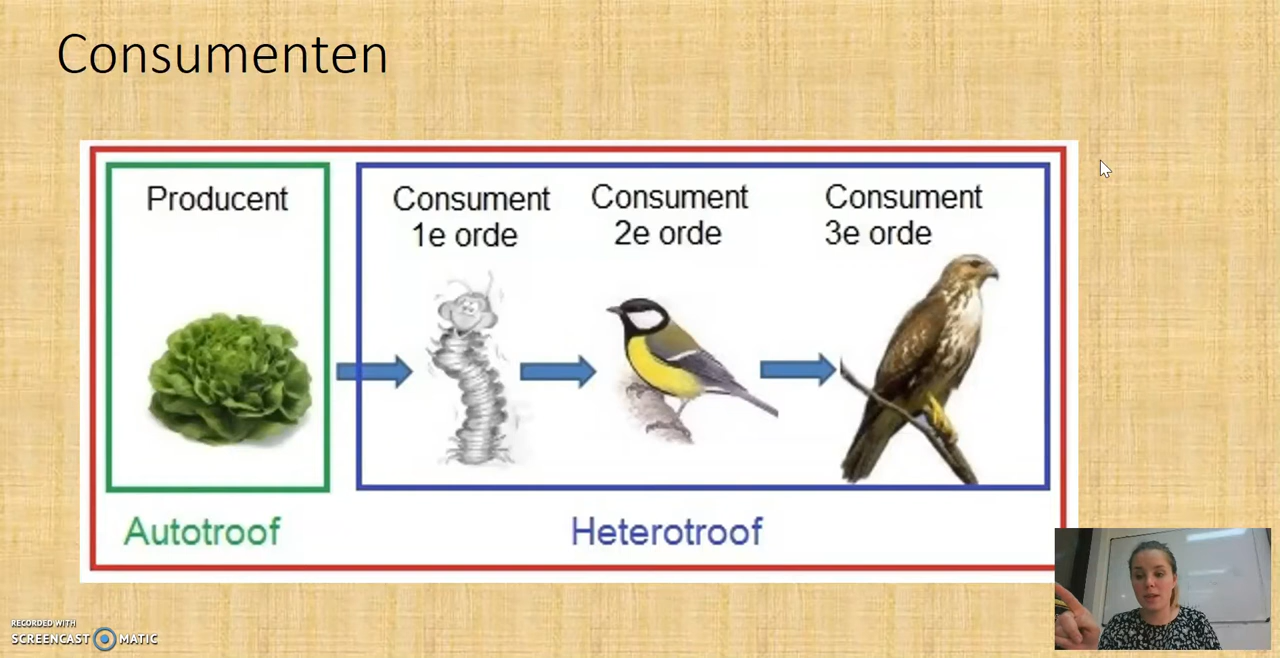 Consumenten
Producent
Consument
1e orde
Consument
2e orde
Consument
3e orde
Autotroof
Heterotroof
RECORDED WITH
SCREENCAST MATIC